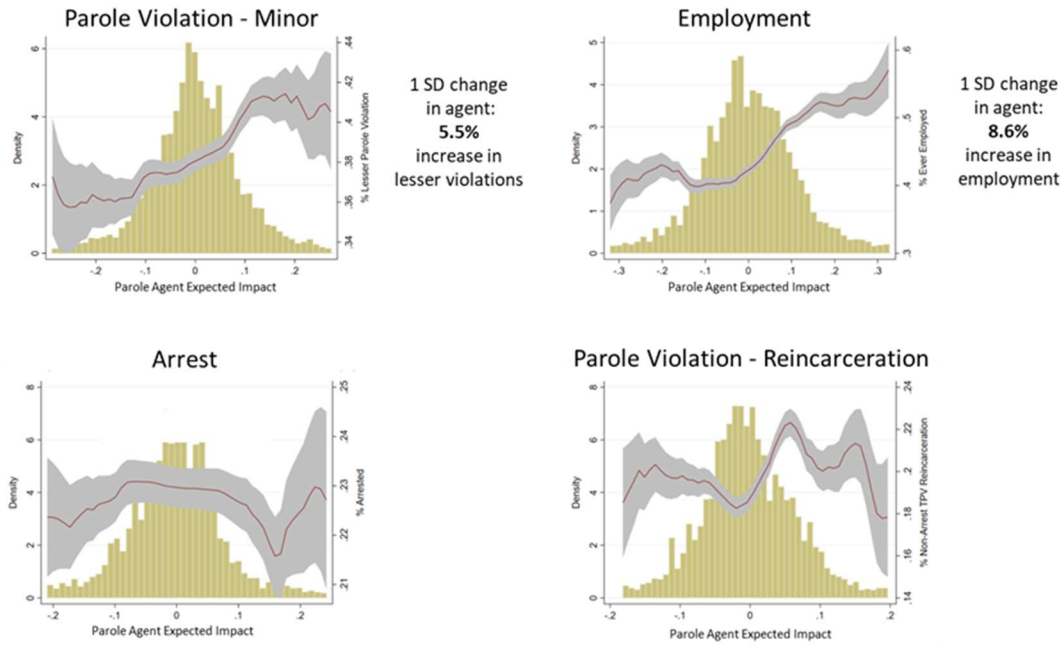 Parole Violation - Minor
6
4
2
0
Density
.44
.42
.4
.38
.36
.34
% Lesser Parole Violation
-.2
-.1
0
.1
.2
Parole Agent Expected Impact
1 SD change
in agent:
5.5%
increase in
lesser violations
Employment
5
4
3
2
1
0
Density
.6
.5
.4
.3
% Ever Employed
-.3
-.2
-.1
0
.1
.2
.3
Parole Agent Expected Impact
1 SD change
in agent:
8.6%
increase in
employment
Arrest
8
6
4
2
0
Density
.25
.24
.23
.22
.21
% Arrested
-.2
-.1
0
.1
.2
Parole Agent Expected Impact
Parole Violation - Reincarceration
8
6
4
2
0
Density
.24
.22
.2
.18
.16
.14
% Non-Arrest TPV Reincarceration
-.2
-.1
0
.1
.2
Parole Agent Expected Impact